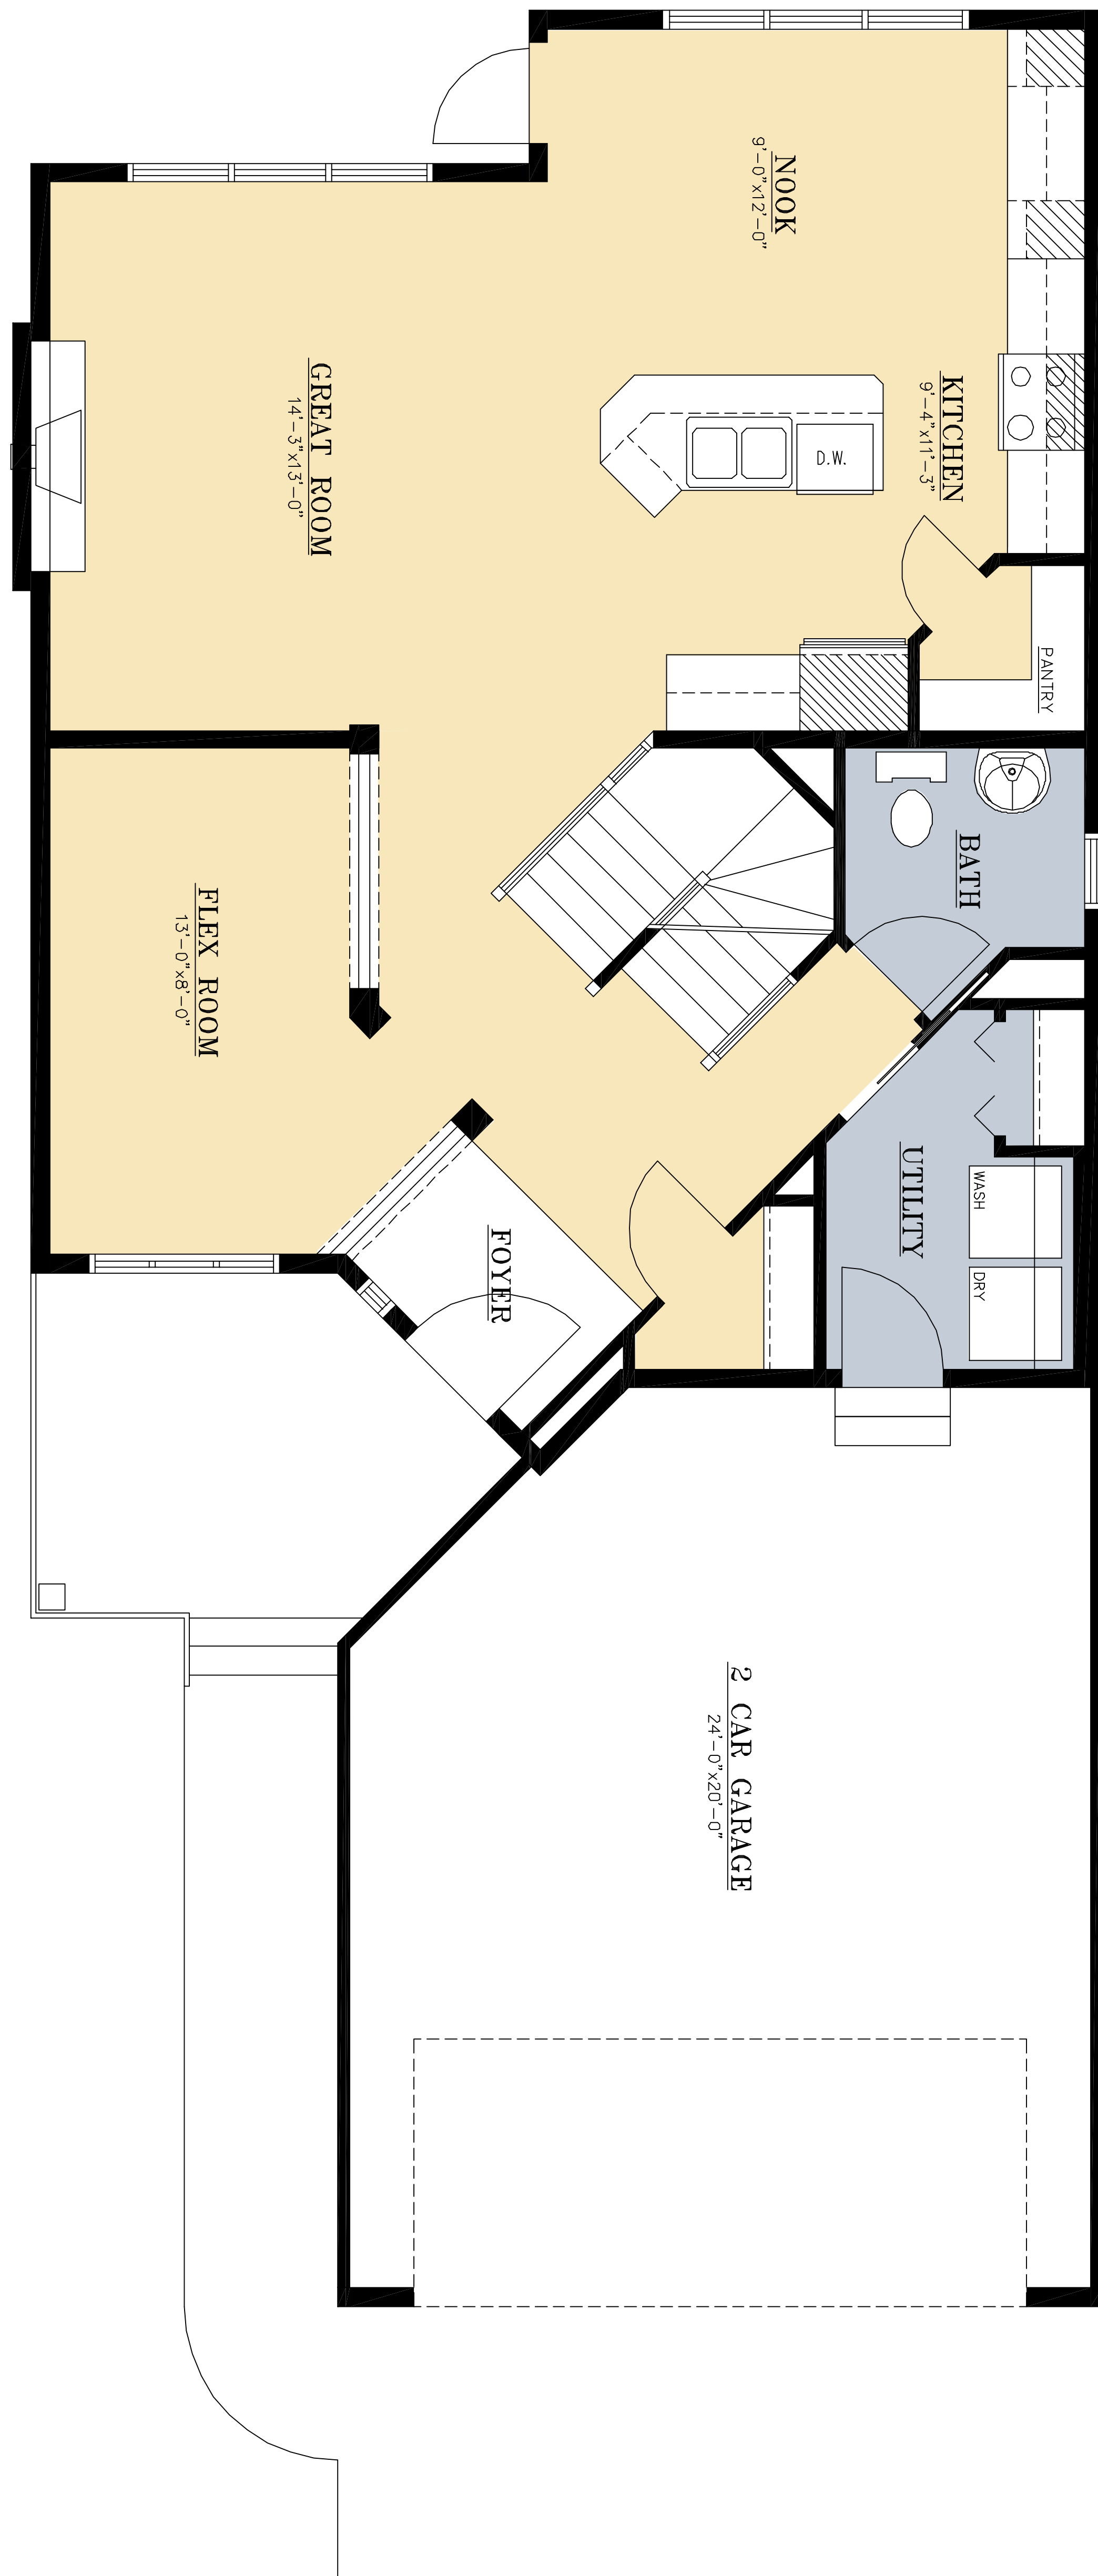 NOOK
9'-0"x12'-0"
KITCHEN
9'-4"x11'-3"
D.W.
GREAT ROOM
14'-3"x13'-0"
PANTRY
BATH
FLEX ROOM
13'-0"x8'-0"
UTILITY
WASH
DRY
FOYER
2 CAR GARAGE
24'-0"x20'-0"